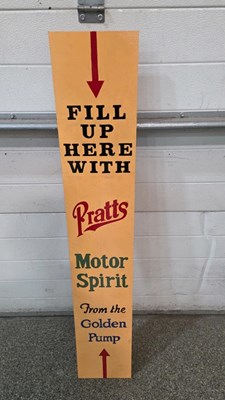 FILL
UP
HERE
WITH
Pratts
Motor
Spirit
From the
Golden
Pump